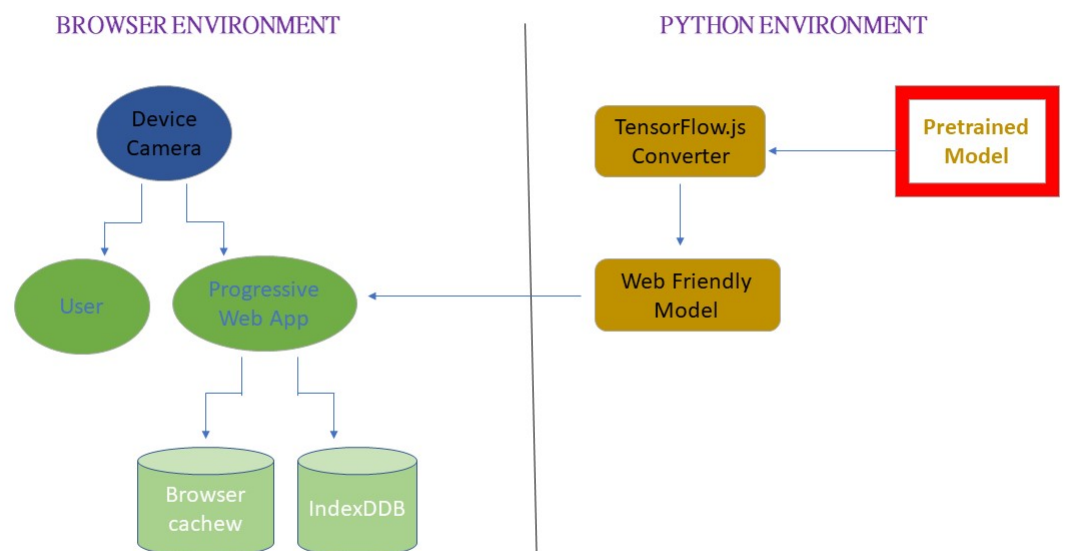 BROWSER ENVIRONMENT
PYTHON ENVIRONMENT
Device
Camera
TensorFlow.js
Converter
Pretrained
Model
User
Progressive
Web App
Web Friendly
Model
Browser
cachew
IndexDDB